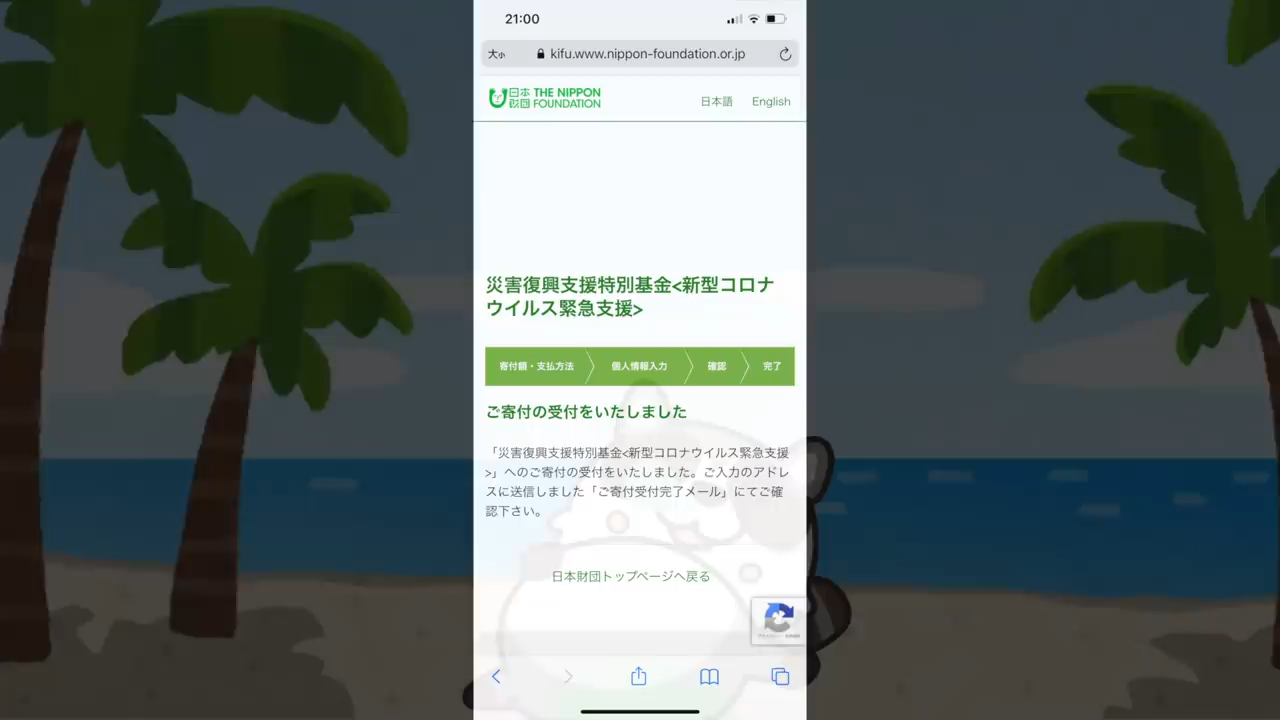 21:00
大小 kifu.www.nippon-foundation.or.jp
日本 THE NIPPON
財団 FOUNDATION
日本語 English
災害復興支援特別基金<新型コロナ
ウイルス緊急支援>
寄付額・支払方法 個人情報入力 確認 完了
ご寄付の受付をいたしました
「災害復興支援特別基金<新型コロナウイルス緊急支援
>」へのご寄付の受付をいたしました。ご入力のアドレ
スに送信しました「ご寄付受付完了メール」にてご確
認下さい。
日本財団トップページへ戻る